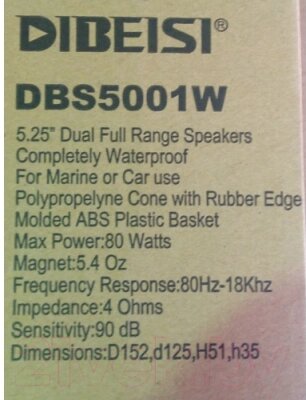 DIBEISI®
DBS5001W
5.25" Dual Full Range Speakers
Completely Waterproof
For Marine or Car use
Polypropelyne Cone with Rubber Edge
Molded ABS Plastic Basket
Max Power:80 Watts
Magnet:5.4 Oz
Frequency Response:80Hz-18Khz
Impedance:4 Ohms
Sensitivity:90 dB
Dimensions:D152,d125,H51,h35